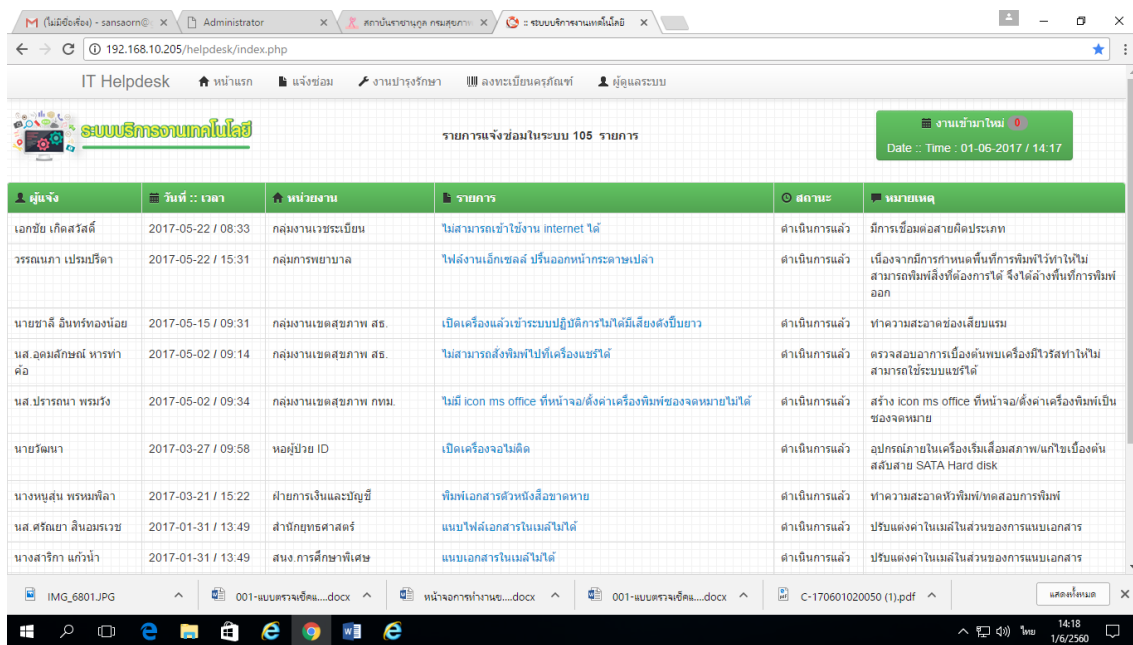 (ไม่มีชื่อเรื่อง) - sansaorn@ Administrator สถาบันราชานุกูล กรมสุขภาพ :: ระบบบริการงานเทคโนโลยี
192.168.10.205/helpdesk/index.php
IT Helpdesk หน้าแรก แจ้งซ่อม งานบำรุงรักษา ลงทะเบียนครุภัณฑ์ ผู้ดูแลระบบ
ระบบบริการงานเทคโนโลยี
รายการแจ้งซ่อมในระบบ 105 รายการ
งานเข้ามาใหม่ 0
Date :: Time : 01-06-2017 / 14:17
ผู้แจ้ง วันที่ :: เวลา หน่วยงาน รายการ สถานะ หมายเหตุ
เอกชัย เกิดสวัสดิ์ 2017-05-22 / 08:33 กลุ่มงานเวชระเบียน ไม่สามารถเข้าใช้งาน internet ได้ ดำเนินการแล้ว มีการเชื่อมต่อสายผิดประเภท
วรรณนภา เปรมปรีดา 2017-05-22 / 15:31 กลุ่มการพยาบาล ไฟล์งานเอ็กเซลล์ ปริ้นออกหน้ากระดาษเปล่า ดำเนินการแล้ว เนื่องจากมีการกำหนดพื้นที่การพิมพ์ไว้ทำให้ไม่
สามารถพิมพ์สิ่งที่ต้องการได้ จึงได้ล้างพื้นที่การพิมพ์
ออก
นายชาลี อินทร์ทองน้อย 2017-05-15 / 09:31 กลุ่มงานเขตสุขภาพ สธ. เปิดเครื่องแล้วเข้าระบบปฏิบัติการไม่ได้มีเสียงดังปี๊บยาว ดำเนินการแล้ว ทำความสะอาดช่องเสียบแรม
นส.อุดมลักษณ์ หารท่า 2017-05-02 / 09:14 กลุ่มงานเขตสุขภาพ สธ. ไม่สามารถสั่งพิมพ์ไปที่เครื่องแชร์ได้ ดำเนินการแล้ว ตรวจสอบอาการเบื้องต้นพบเครื่องมีไวรัสทำให้ไม่
ค้อ สามารถใช้ระบบแชร์ได้
นส.ปรารถนา พรมวัง 2017-05-02 / 09:34 กลุ่มงานเขตสุขภาพ กทม. ไม่มี icon ms office ที่หน้าจอ/ตั้งค่าเครื่องพิมพ์ซองจดหมายไม่ได้ ดำเนินการแล้ว สร้าง icon ms office ที่หน้าจอ/ตั้งค่าเครื่องพิมพ์เป็น
ซองจดหมาย
นายวัฒนา 2017-03-27 / 09:58 หอผู้ป่วย ID เปิดเครื่องจอไม่ติด ดำเนินการแล้ว อุปกรณ์ภายในเครื่องเริ่มเสื่อมสภาพ/แก้ไขเบื้องต้น
สลับสาย SATA Hard disk
นางหนูสุ่น พรหมพิลา 2017-03-21 / 15:22 ฝ่ายการเงินและบัญชี พิมพ์เอกสารตัวหนังสือขาดหาย ดำเนินการแล้ว ทำความสะอาดหัวพิมพ์/ทดสอบการพิมพ์
นส.ศรัณยา สินอมรเวช 2017-01-31 / 13:49 สำนักยุทธศาสตร์ แนบไฟล์เอกสารในเมล์ไม่ได้ ดำเนินการแล้ว ปรับแต่งค่าในเมล์ในส่วนของการแนบเอกสาร
นางสาริกา แก้วน้ำ 2017-01-31 / 13:49 สนง.การศึกษาพิเศษ แนบเอกสารในเมล์ไม่ได้ ดำเนินการแล้ว ปรับแต่งค่าในเมล์ในส่วนของการแนบเอกสาร
IMG_6801.JPG 001-แบบตรวจเช็คแ....docx หน้าจอการทำงานข....docx 001-แบบตรวจเช็คแ....docx C-170601020050 (1).pdf แสดงทั้งหมด
ไทย 14:18
1/6/2560